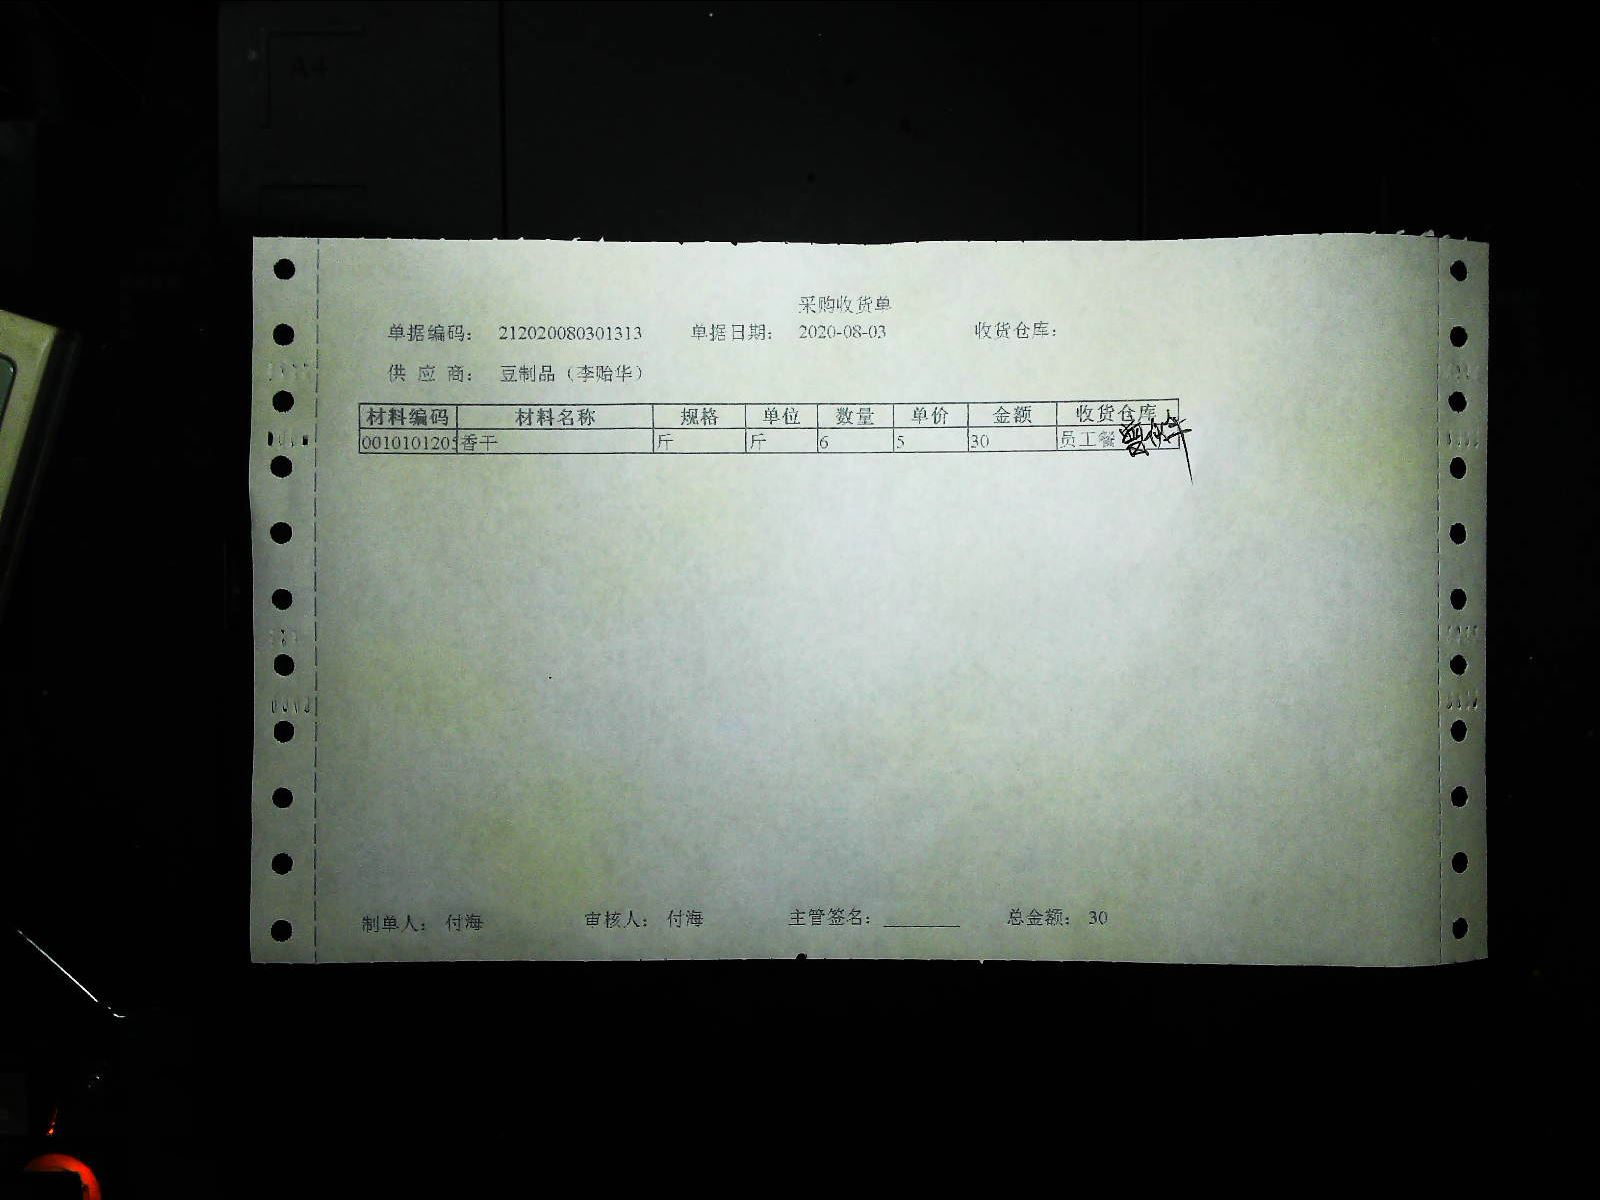 A4
采购收货单
单据编码： 212020080301313 单据日期： 2020-08-03 收货仓库：
供 应 商： 豆制品（李贻华）
材料编码 材料名称 规格 单位 数量 单价 金额 收货仓库
0010101205 香干 斤 斤 6 5 30 员工餐
制单人： 付海 审核人： 付海 主管签名： 总金额： 30